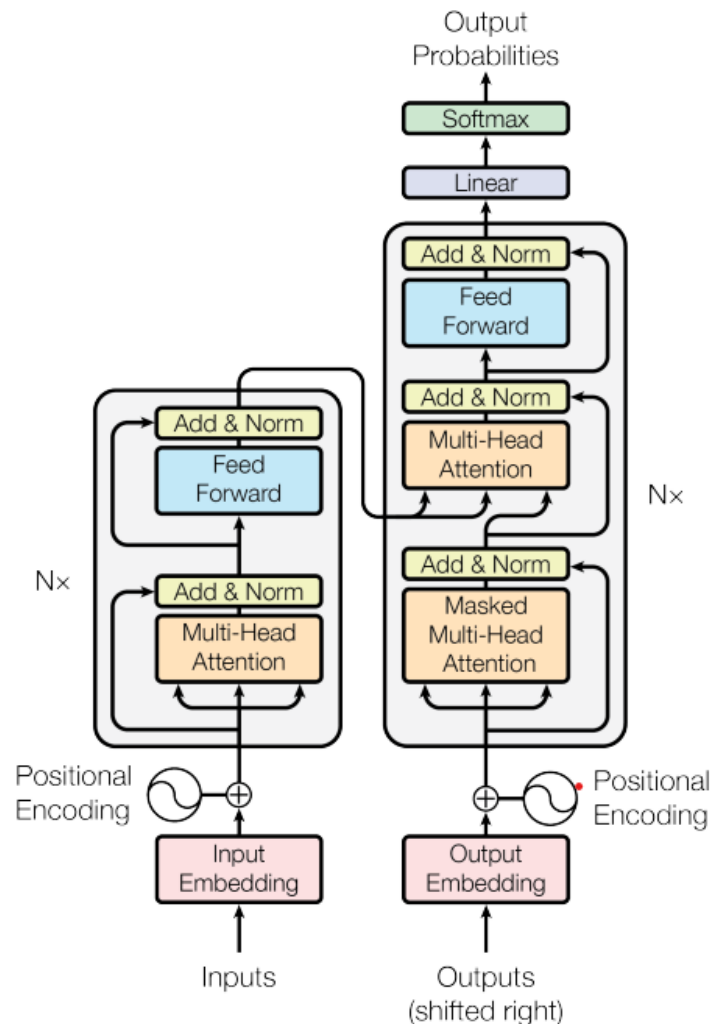 Output
Probabilities
Softmax
Linear
Add & Norm
Feed
Forward
Add & Norm
Multi-Head
Attention
Nx
Add & Norm
Masked
Multi-Head
Attention
Add & Norm
Feed
Forward
Nx
Add & Norm
Multi-Head
Attention
Positional
Encoding
Positional
Encoding
Input
Embedding
Output
Embedding
Inputs
Outputs
(shifted right)